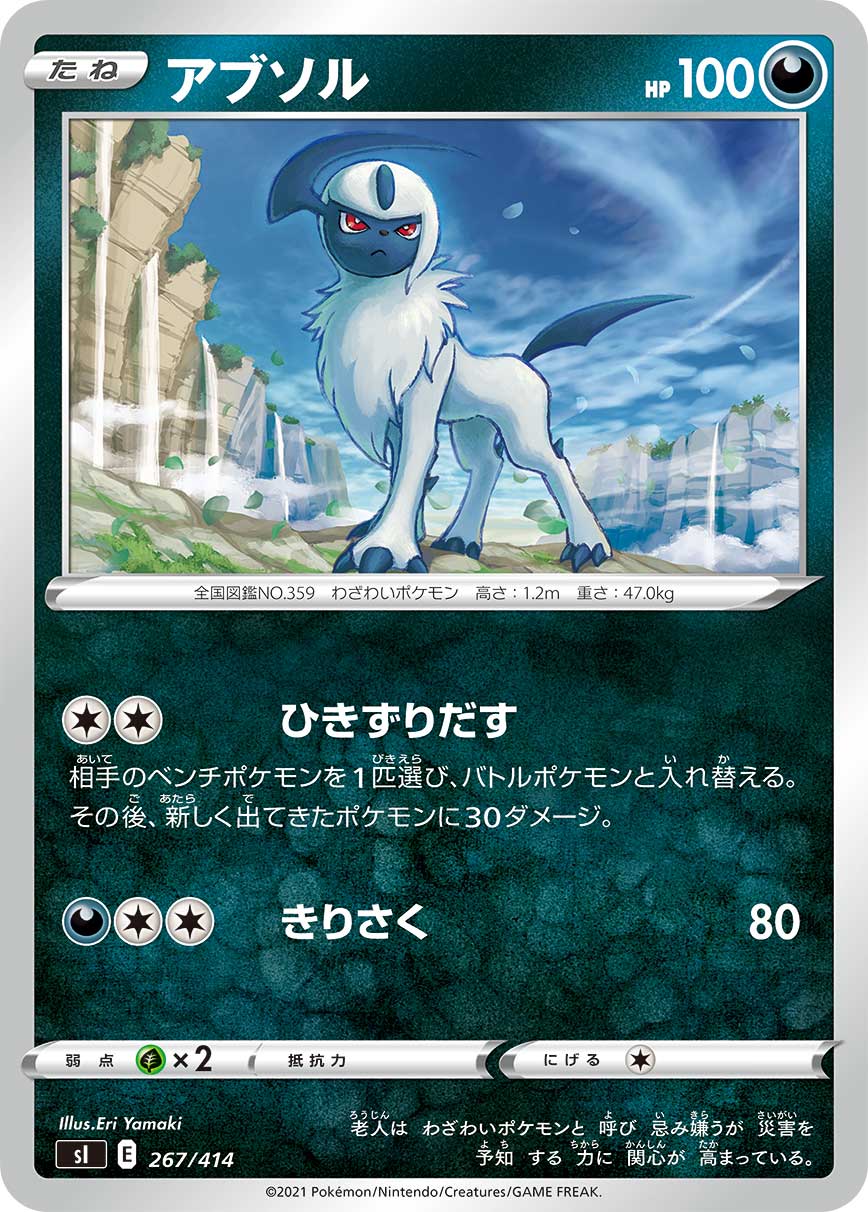 たね アブソル HP 100
全国図鑑NO.359 わざわいポケモン 高さ：1.2m 重さ：47.0kg
ひきずりだす
相手のベンチポケモンを1匹選び、バトルポケモンと入れ替える。
その後、新しく出てきたポケモンに30ダメージ。
きりさく 80
弱点 ×2 抵抗力 にげる
Illus.Eri Yamaki
老人は わざわいポケモンと 呼び 忌み嫌うが 災害を
予知 する 力に 関心が 高まっている。
sI E 267/414
©2021 Pokémon/Nintendo/Creatures/GAME FREAK.